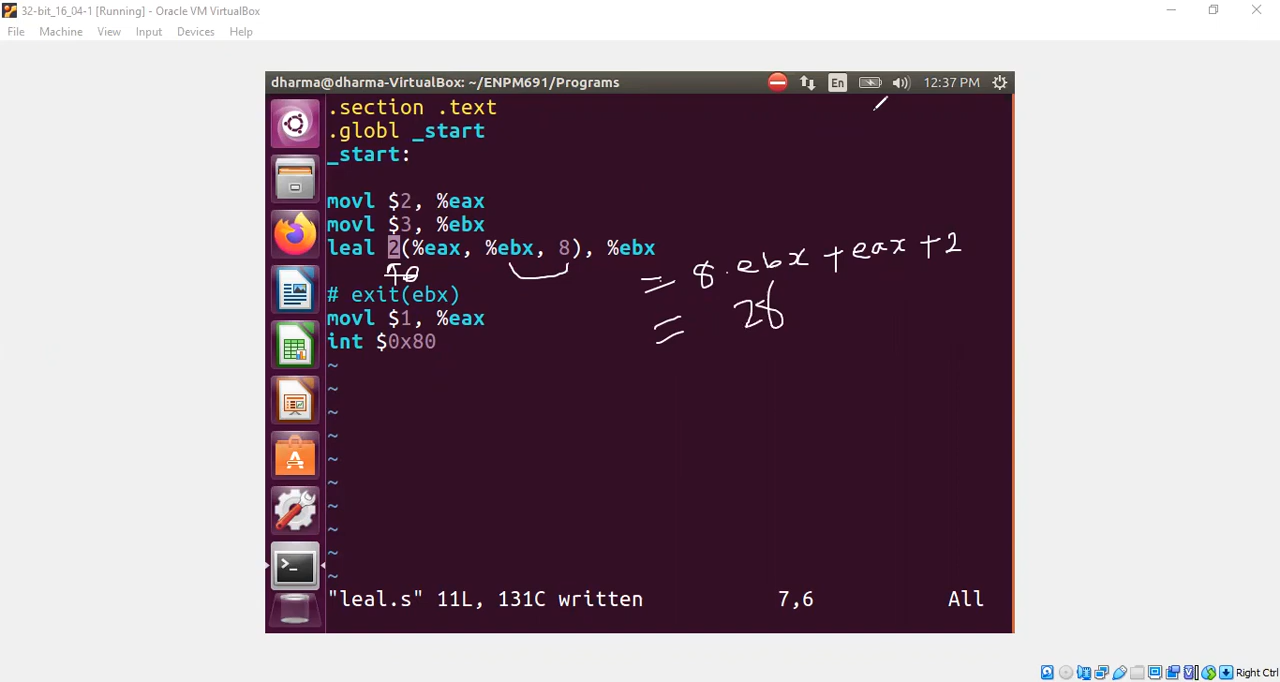 32-bit_16_04-1 [Running] - Oracle VM VirtualBox
File Machine View Input Devices Help
dharma@dharma-VirtualBox: ~/ENPM691/Programs En 12:37 PM
.section .text
.globl _start
_start:
movl $2, %eax
movl $3, %ebx
leal 2(%eax, %ebx, 8), %ebx
= 8.ebx + eax + 2
# exit(ebx)
= 28
movl $1, %eax
int $0x80
~
~
~
~
~
~
~
~
~
~
"leal.s" 11L, 131C written 7,6 All
Right Ctrl